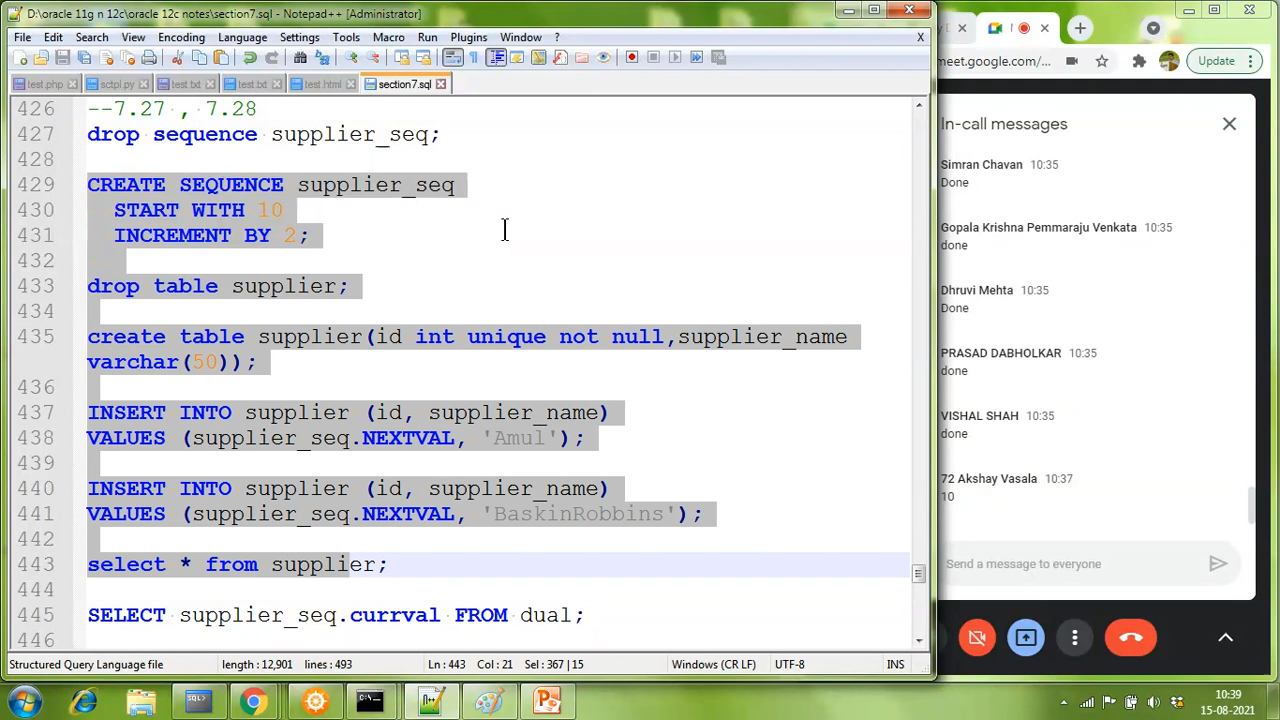 D:\oracle 11g n 12c\oracle 12c notes\section7.sql - Notepad++ [Administrator]
File Edit Search View Encoding Language Settings Tools Macro Run Plugins Window ? X
test.php sctpl.py test.txt test.txt test.html section7.sql
426 --7.27 , 7.28
427 drop sequence supplier_seq;
428
429 CREATE SEQUENCE supplier_seq
430 START WITH 10
431 INCREMENT BY 2;
432
433 drop table supplier;
434
435 create table supplier(id int unique not null,supplier_name
varchar(50));
436
437 INSERT INTO supplier (id, supplier_name)
438 VALUES (supplier_seq.NEXTVAL, 'Amul');
439
440 INSERT INTO supplier (id, supplier_name)
441 VALUES (supplier_seq.NEXTVAL, 'BaskinRobbins');
442
443 select * from supplier;
444
445 SELECT supplier_seq.currval FROM dual;
446
Structured Query Language file length : 12,901 lines : 493 Ln : 443 Col : 21 Sel : 367 | 15 Windows (CR LF) UTF-8 INS
meet.google.com/... Update
In-call messages
Simran Chavan 10:35
Done
Gopala Krishna Pemmaraju Venkata 10:35
done
Dhruvi Mehta 10:35
Done
PRASAD DABHOLKAR 10:35
done
VISHAL SHAH 10:35
done
72 Akshay Vasala 10:37
10
Send a message to everyone
10:39
15-08-2021